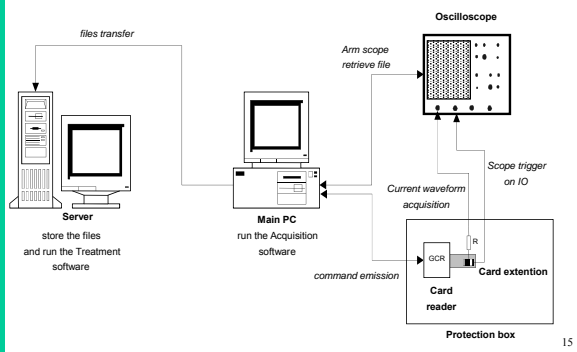 Oscilloscope
files transfer
Arm scope
retrieve file
Scope trigger
on IO
Current waveform
acquisition
Server
store the files
and run the Treatment
software
Main PC
run the Acquisition
software
command emission
R
GCR
Card extention
Card
reader
Protection box
15